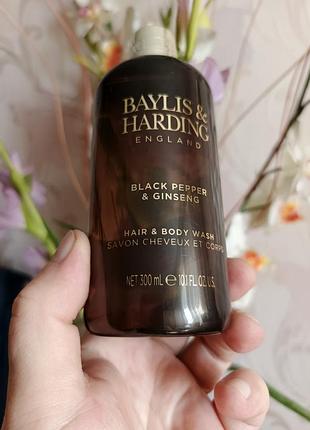 BAYLIS &
HARDING
ENGLAND
BLACK PEPPER
& GINSENG
HAIR & BODY WASH
SAVON CHEVEUX ET CORPS
NET 300 mL ℮ 10.1 FL. OZ. U.S.